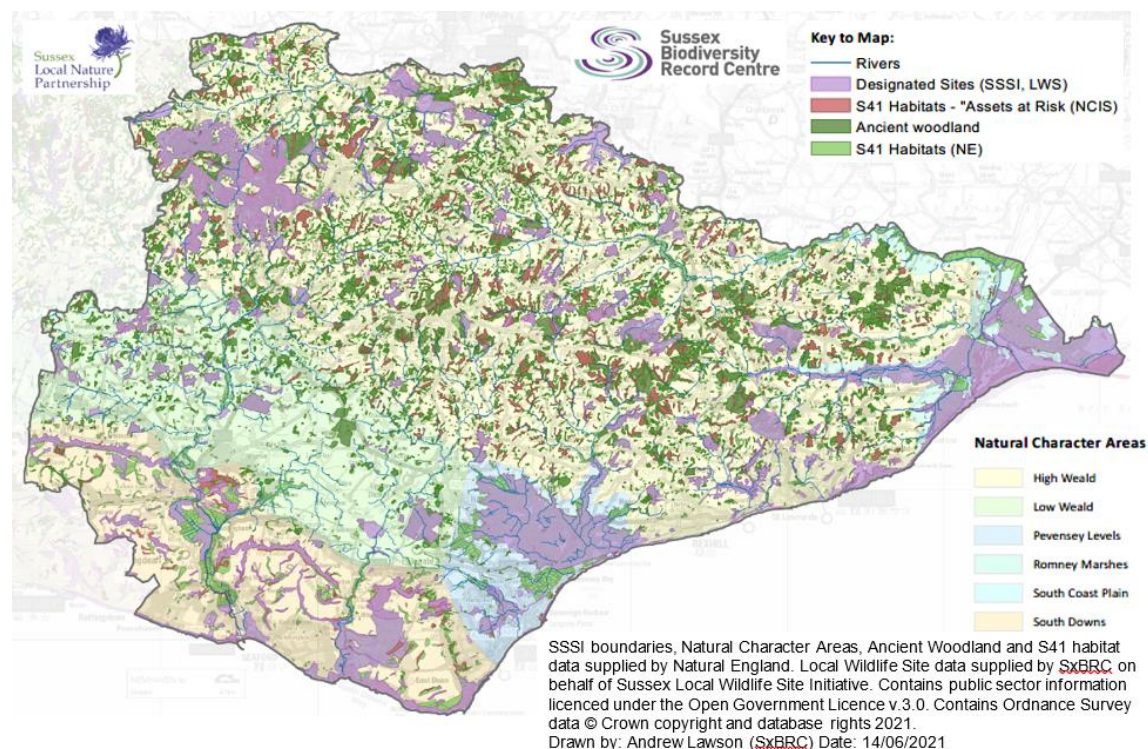 Sussex
Local Nature
Partnership
Sussex
Biodiversity
Record Centre
Key to Map:
Rivers
Designated Sites (SSSI, LWS)
S41 Habitats - "Assets at Risk (NCIS)
Ancient woodland
S41 Habitats (NE)
Natural Character Areas
High Weald
Low Weald
Pevensey Levels
Romney Marshes
South Coast Plain
South Downs
BEXHILL
East Dean
SSSI boundaries, Natural Character Areas, Ancient Woodland and S41 habitat
data supplied by Natural England. Local Wildlife Site data supplied by SxBRC on
behalf of Sussex Local Wildlife Site Initiative. Contains public sector information
licenced under the Open Government Licence v.3.0. Contains Ordnance Survey
data © Crown copyright and database rights 2021.
Drawn by: Andrew Lawson (SxBRC) Date: 14/06/2021